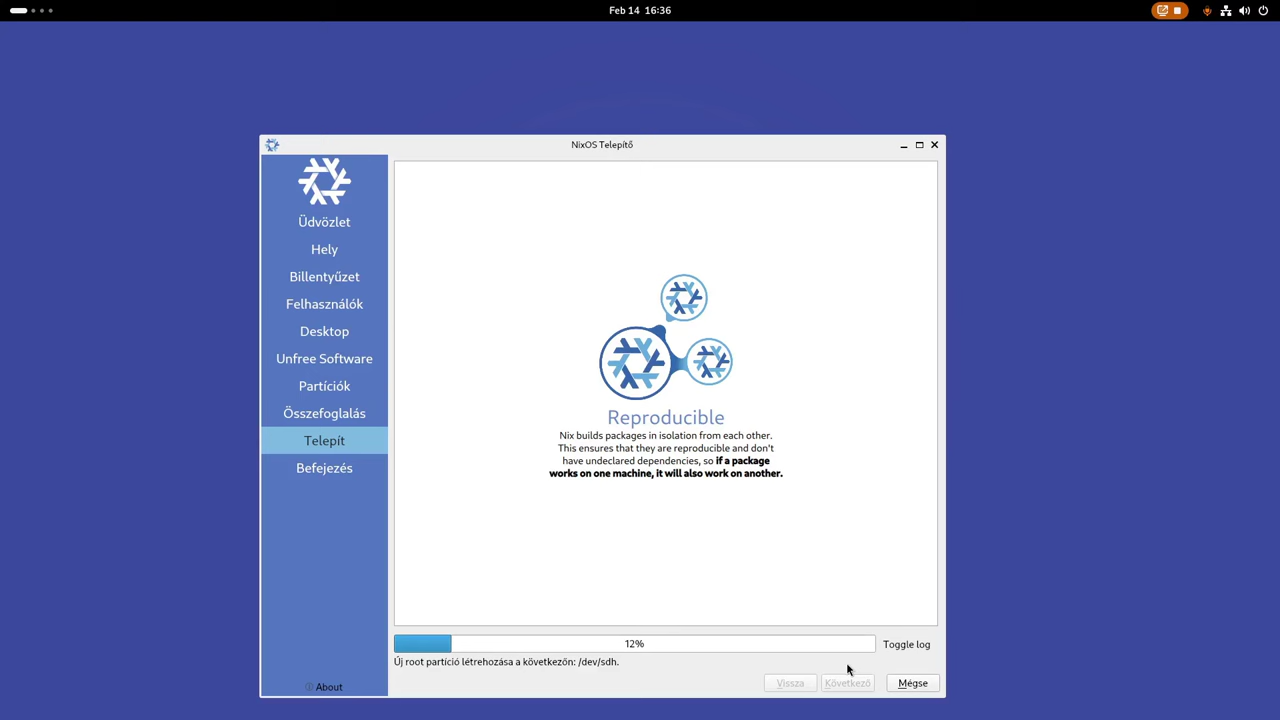 Feb 14 16:36
NixOS Telepítő
Üdvözlet
Hely
Billentyűzet
Felhasználók
Desktop
Unfree Software
Partíciók
Összefoglalás
Telepít
Befejezés
About
Reproducible
Nix builds packages in isolation from each other.
This ensures that they are reproducible and don't
have undeclared dependencies, so if a package
works on one machine, it will also work on another.
12%
Toggle log
Új root partíció létrehozása a következőn: /dev/sdh.
Vissza
Következő
Mégse